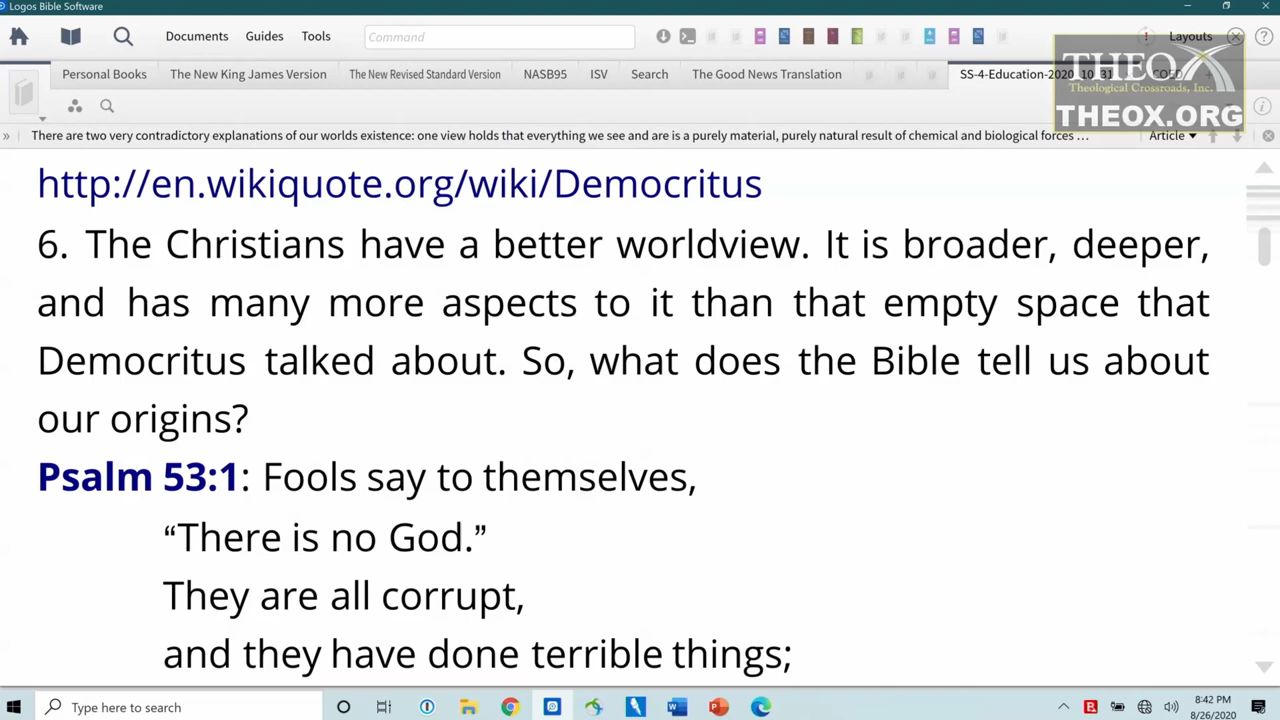 Logos Bible Software
Documents Guides Tools Command Layouts
Personal Books The New King James Version The New Revised Standard Version NASB95 ISV Search The Good News Translation SS-4-Education-2020 10 31
THEOX
Theological Crossroads, Inc.
THEOX.ORG
» There are two very contradictory explanations of our worlds existence: one view holds that everything we see and are is a purely material, purely natural result of chemical and biological forces ... Article
http://en.wikiquote.org/wiki/Democritus
6. The Christians have a better worldview. It is broader, deeper,
and has many more aspects to it than that empty space that
Democritus talked about. So, what does the Bible tell us about
our origins?
Psalm 53:1: Fools say to themselves,
“There is no God.”
They are all corrupt,
and they have done terrible things;
Type here to search
8:42 PM
8/26/2020